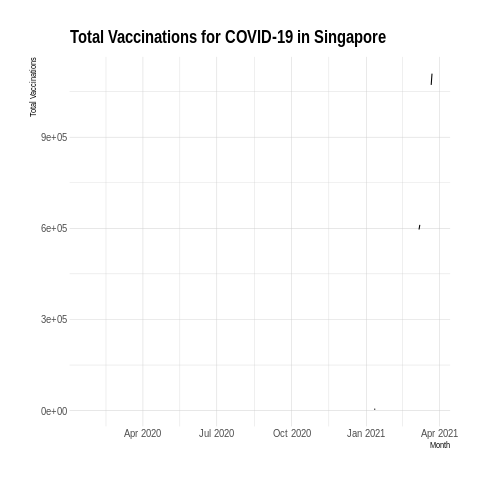 Total Vaccinations for COVID-19 in Singapore
Total Vaccinations
9e+05
6e+05
3e+05
0e+00
Apr 2020 Jul 2020 Oct 2020 Jan 2021 Apr 2021
Month